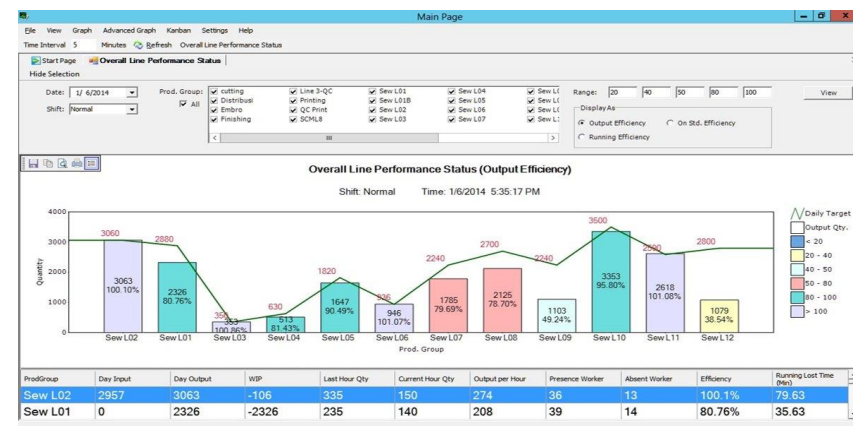 Main Page
File View Graph Advanced Graph Kanban Settings Help
Time Interval 5 Minutes Refresh Overall Line Performance Status
Start Page Overall Line Performance Status
Hide Selection
Date: 1/ 6/2014 Prod. Group: cutting Line 3-QC Sew L01 Sew L04 Sew L( Range: 20 40 50 80 100 View
All Distribusi Printing Sew L01B Sew L05 Sew L( Display As
Shift: Normal Embro QC Print Sew L02 Sew L06 Sew L( Output Efficiency On Std. Efficiency
Finishing SCML8 Sew L03 Sew L07 Sew L: Running Efficiency
Overall Line Performance Status (Output Efficiency)
Shift: Normal Time: 1/6/2014 5:35:17 PM
Quantity
4000
3000
2000
1000
0
3060 2880 350 630 1820 936 2240 2700 2240 3500 2590 2800
3063 2326 353 513 1647 946 1785 2125 1103 3353 2618 1079
100.10% 80.76% 100.86% 81.43% 90.49% 101.07% 79.69% 78.70% 49.24% 95.80% 101.08% 38.54%
Sew L02 Sew L01 Sew L03 Sew L04 Sew L05 Sew L06 Sew L07 Sew L08 Sew L09 Sew L10 Sew L11 Sew L12
Prod. Group
Daily Target
Output Qty.
< 20
20 - 40
40 - 50
50 - 80
80 - 100
> 100
ProdGroup Day Input Day Output WIP Last Hour Qty Current Hour Qty Output per Hour Presence Worker Absent Worker Efficiency Running Lost Time (Min)
Sew L02 2957 3063 -106 335 150 274 36 13 100.1% 79.63
Sew L01 0 2326 -2326 235 140 208 39 14 80.76% 35.63